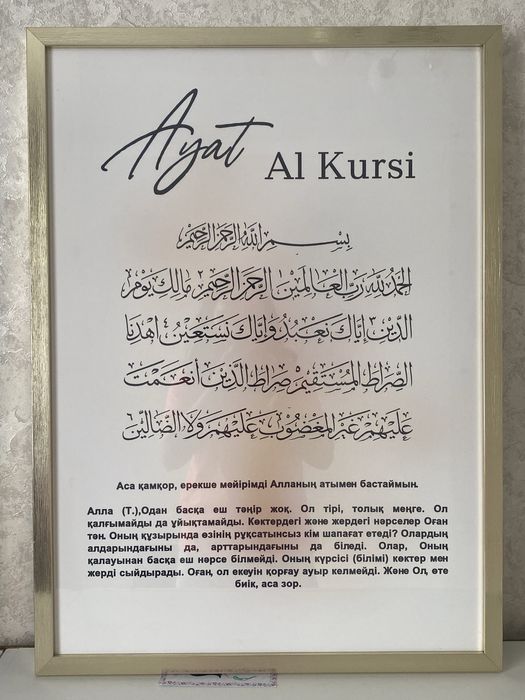 Ayat Al Kursi
بسم الله الرحمن الرحيم
الحمد لله رب العالمين الرحمن الرحيم ٢ مالك يوم
الدين ٣ إياك نعبد وإياك نستعين ٤ اهدنا
الصراط المستقيم صراط الذين أنعمت
عليهم غير المغضوب عليهم ولا الضالين ٦
Аса қамқор, ерекше мейірімді Алланың атымен бастаймын.
Алла (Т.),Одан басқа еш тәңір жоқ. Ол тірі, толық меңге. Ол
қалғымайды да ұйықтамайды. Көктердегі және жердегі нәрселер Оған
тән. Оның құзырында өзінің рұқсатынсыз кім шапағат етеді? Олардың
алдарындағыны да, арттарындағыны да біледі. Олар, Оның
қалауынан басқа еш нәрсе білмейді. Оның күрсісі (білімі) көктер мен
жерді сыйдырады. Оған, ол екеуін қорғау ауыр келмейді. Және Ол, өте
биік, аса зор.